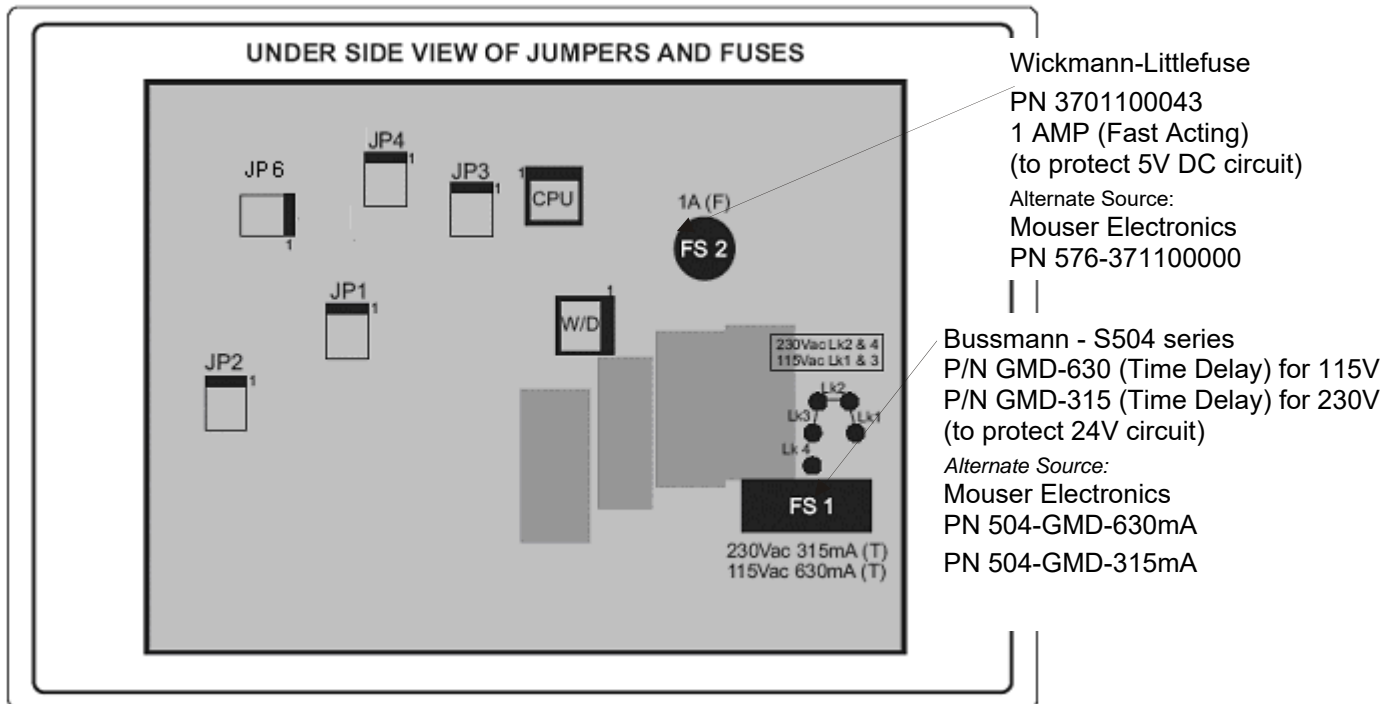 UNDER SIDE VIEW OF JUMPERS AND FUSES
JP4
1
JP 6
1
JP3
1
1
CPU
1A (F)
FS 2
JP1
1
1
W/D
JP2
1
230Vac Lk2 & 4
115Vac Lk1 & 3
Lk2
Lk3
Lk1
Lk 4
FS 1
230Vac 315mA (T)
115Vac 630mA (T)
Wickmann-Littlefuse
PN 3701100043
1 AMP (Fast Acting)
(to protect 5V DC circuit)
Alternate Source:
Mouser Electronics
PN 576-371100000
Bussmann - S504 series
P/N GMD-630 (Time Delay) for 115V
P/N GMD-315 (Time Delay) for 230V
(to protect 24V circuit)
Alternate Source:
Mouser Electronics
PN 504-GMD-630mA
PN 504-GMD-315mA